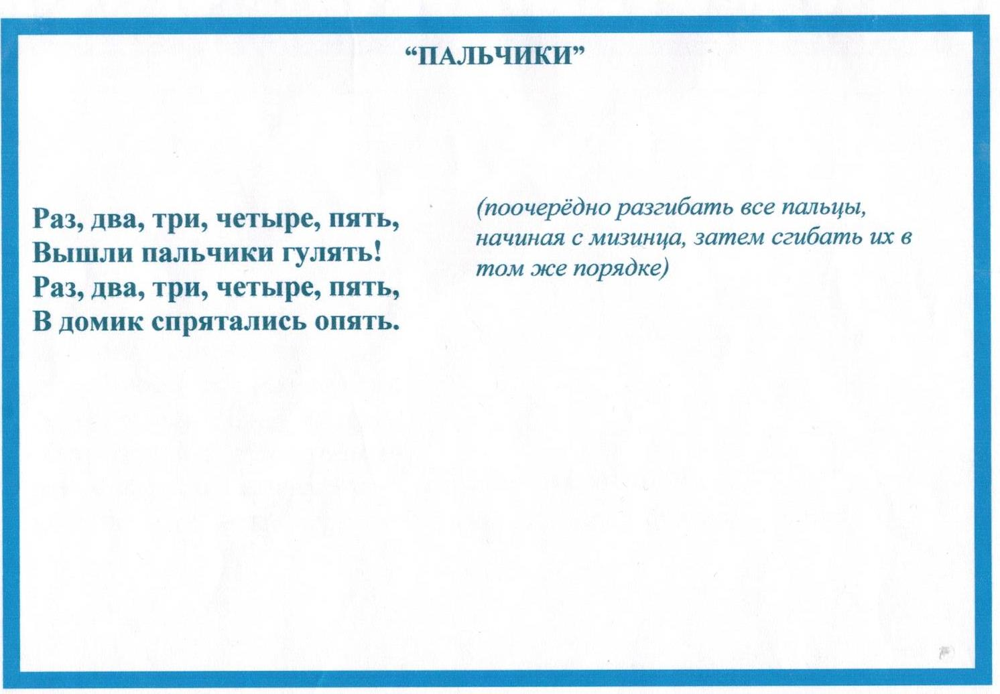 “ПАЛЬЧИКИ”
Раз, два, три, четыре, пять,
Вышли пальчики гулять!
Раз, два, три, четыре, пять,
В домик спрятались опять.
(поочерёдно разгибать все пальцы,
начиная с мизинца, затем сгибать их в
том же порядке)